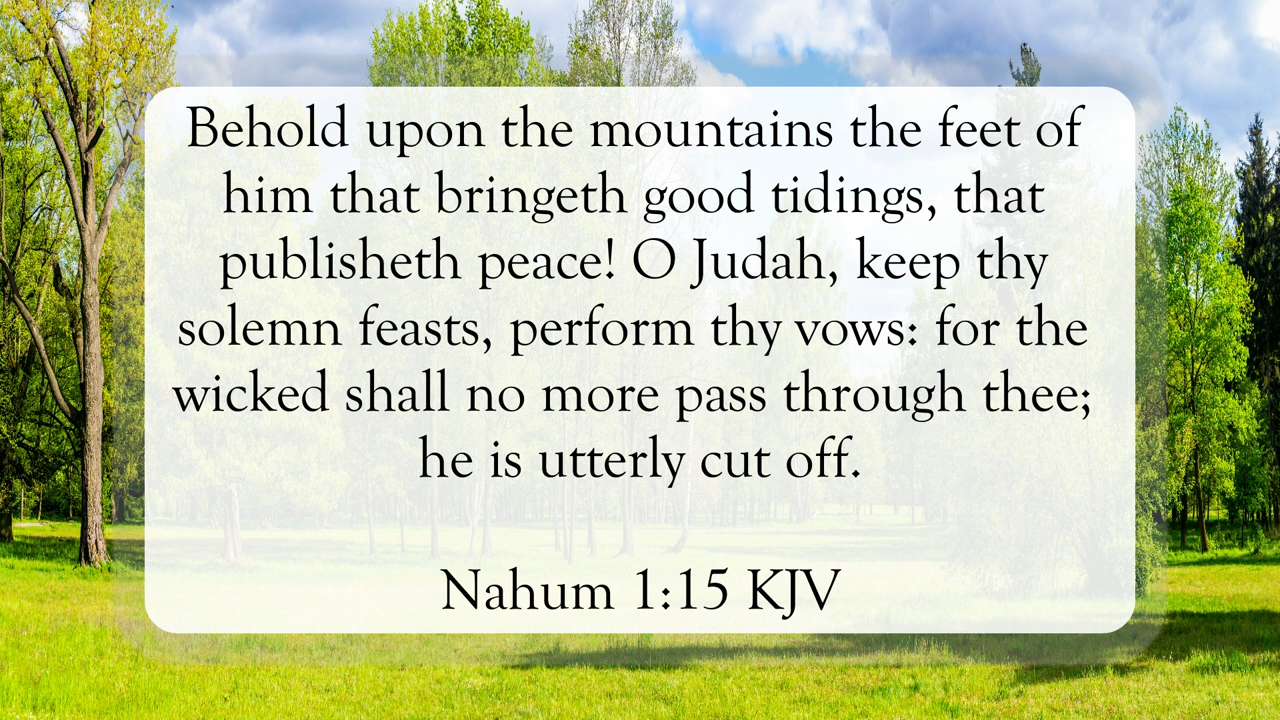 Behold upon the mountains the feet of
him that bringeth good tidings, that
publisheth peace! O Judah, keep thy
solemn feasts, perform thy vows: for the
wicked shall no more pass through thee;
he is utterly cut off.
Nahum 1:15 KJV